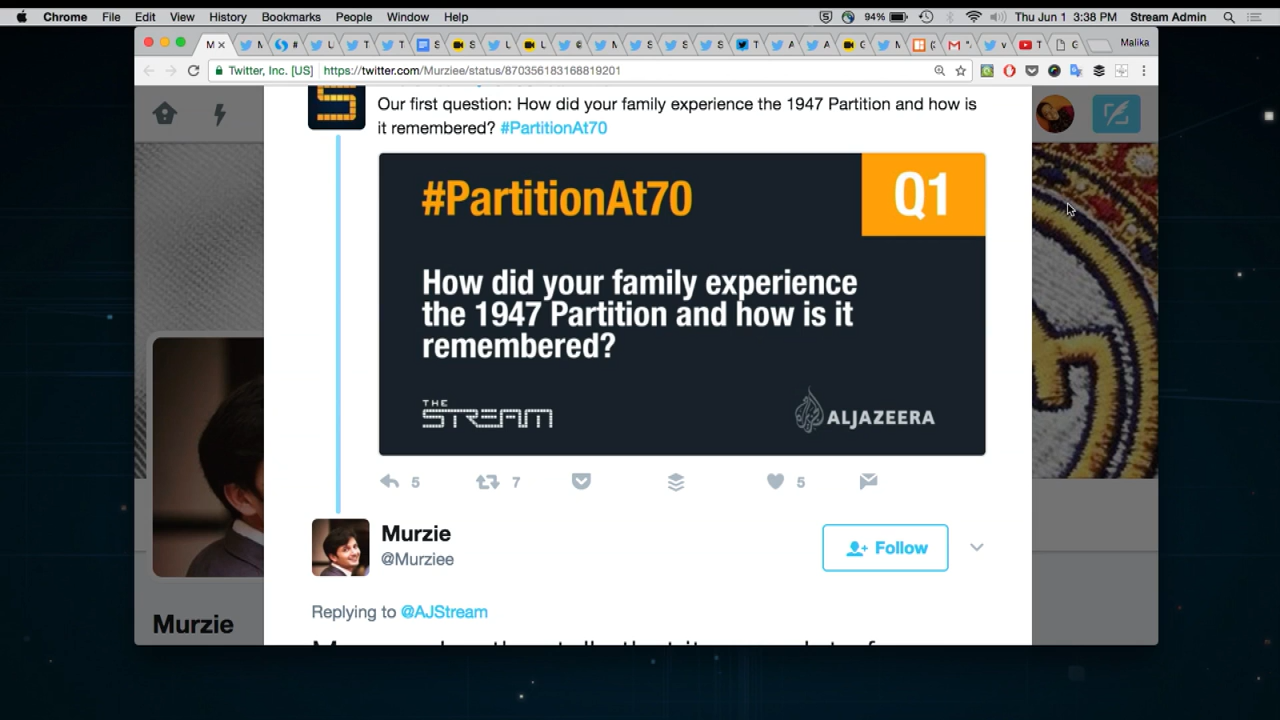 Chrome File Edit View History Bookmarks People Window Help
94% Thu Jun 1 3:38 PM Stream Admin
Malika
Twitter, Inc. [US] https://twitter.com/Murziee/status/870356183168819201
Our first question: How did your family experience the 1947 Partition and how is
it remembered? #PartitionAt70
#PartitionAt70
Q1
How did your family experience
the 1947 Partition and how is it
remembered?
THE
STREAM
ALJAZEERA
5 7 5
Murzie
@Murziee
Follow
Replying to @AJStream
Murzie